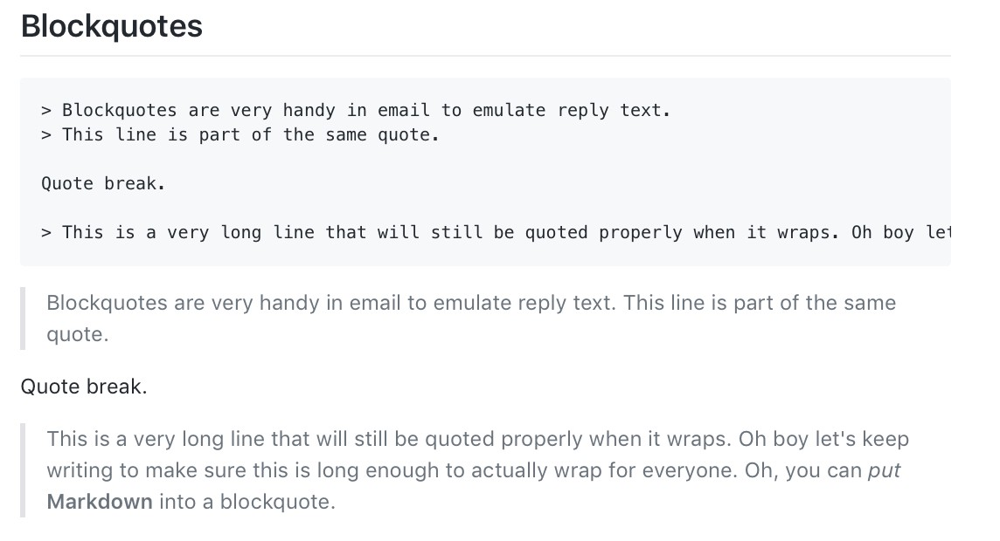 Blockquotes
> Blockquotes are very handy in email to emulate reply text.
> This line is part of the same quote.
Quote break.
> This is a very long line that will still be quoted properly when it wraps. Oh boy let
Blockquotes are very handy in email to emulate reply text. This line is part of the same
quote.
Quote break.
This is a very long line that will still be quoted properly when it wraps. Oh boy let's keep
writing to make sure this is long enough to actually wrap for everyone. Oh, you can put
Markdown into a blockquote.